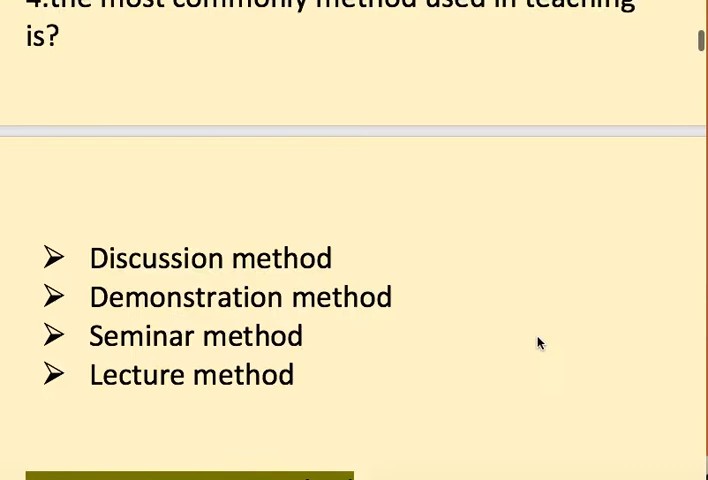 4.the most commonly method used in teaching
is?
➢ Discussion method
➢ Demonstration method
➢ Seminar method
➢ Lecture method